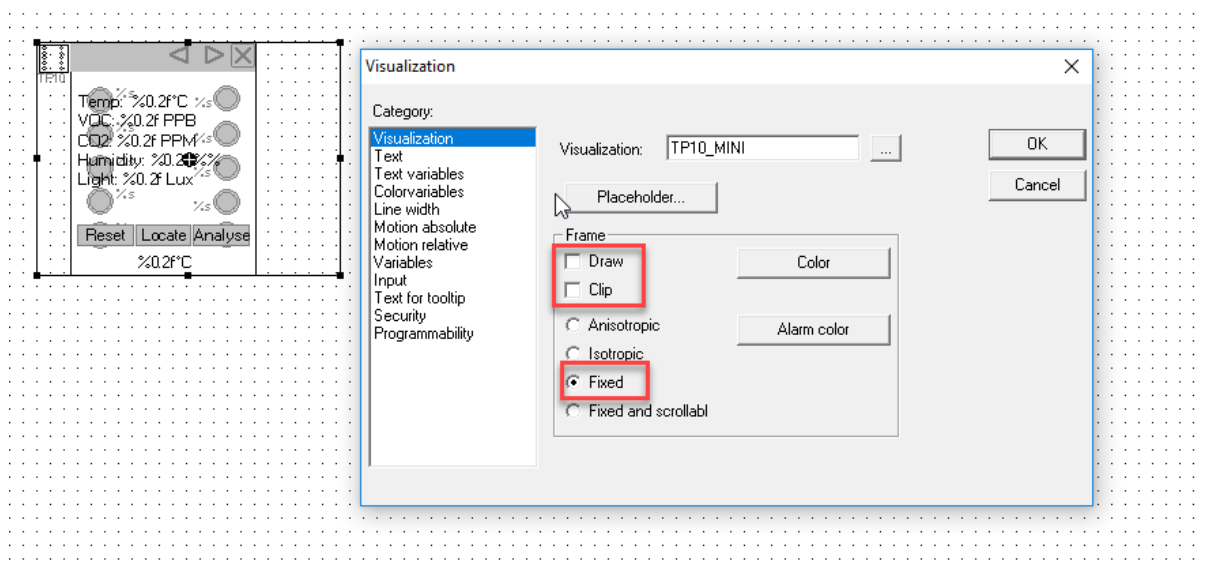 TP10
%s
Temp: %0.2f°C %s
VOC: %0.2f PPB
CO2: %0.2f PPM %s
Humidity: %0.2f %%
Light: %0.2f Lux %s
%s
%s
Reset Locate Analyse
%0.2f°C
Visualization
Category:
Visualization
Text
Text variables
Colorvariables
Line width
Motion absolute
Motion relative
Variables
Input
Text for tooltip
Security
Programmability
Visualization: TP10_MINI ...
Placeholder...
Frame
Draw
Clip
Anisotropic
Isotropic
Fixed
Fixed and scrollabl
Color
Alarm color
OK
Cancel